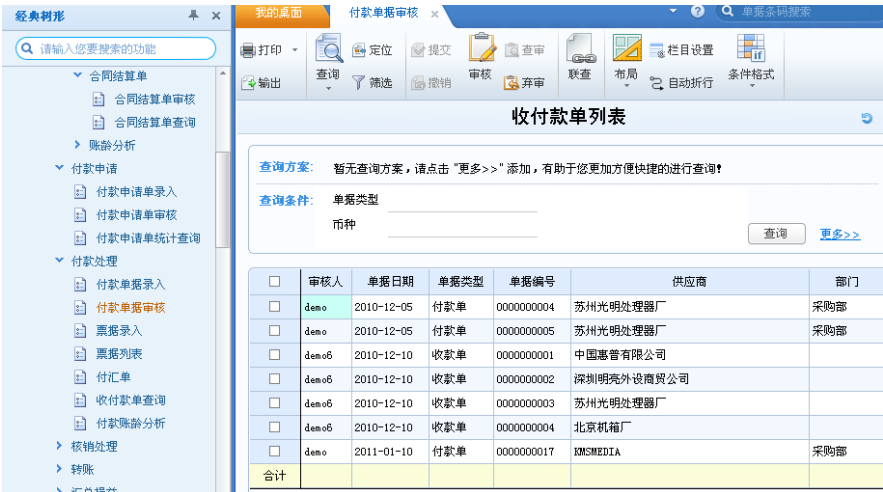 经典树形
请输入您要搜索的功能
合同结算单
合同结算单审核
合同结算单查询
账龄分析
付款申请
付款申请单录入
付款申请单审核
付款申请单统计查询
付款处理
付款单据录入
付款单据审核
票据录入
票据列表
付汇单
收付款单查询
付款账龄分析
核销处理
转账
汇总损益
我的桌面 付款单据审核 单据条码搜索
打印 定位 提交 查审 栏目设置
查询 审核 联查 布局 条件格式
输出 筛选 撤销 弃审 自动折行
收付款单列表
查询方案: 暂无查询方案，请点击 "更多>>" 添加，有助于您更加方便快捷的进行查询!
查询条件: 单据类型
币种
查询 更多>>
审核人 单据日期 单据类型 单据编号 供应商 部门
demo 2010-12-05 付款单 0000000004 苏州光明处理器厂 采购部
demo 2010-12-05 付款单 0000000005 苏州光明处理器厂 采购部
demo6 2010-12-10 收款单 0000000001 中国惠普有限公司
demo6 2010-12-10 收款单 0000000002 深圳明亮外设商贸公司
demo6 2010-12-10 收款单 0000000003 苏州光明处理器厂
demo6 2010-12-10 收款单 0000000004 北京机箱厂
demo 2011-01-10 付款单 0000000017 KMSMEDIA 采购部
合计